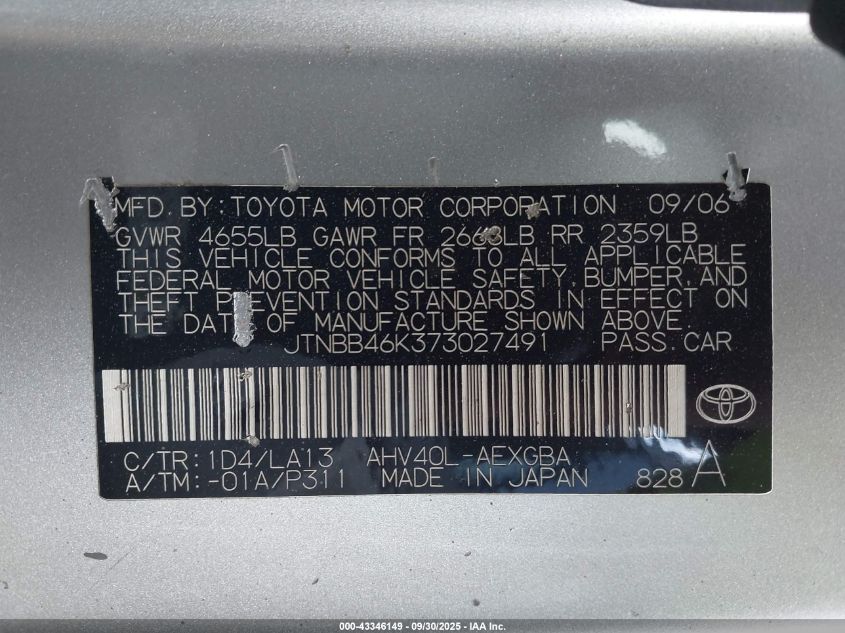 MFD. BY: TOYOTA MOTOR CORPORATION 09/06
GVWR 4655LB GAWR FR LB RR 2359LB
THIS VEHICLE CONFORMS TO ALL APPLICABLE
FEDERAL MOTOR VEHICLE SAFETY, BUMPER, AND
THEFT PREVENTION STANDARDS IN EFFECT ON
THE DATE OF MANUFACTURE SHOWN ABOVE.
JTNBB46K373027491 PASS. CAR
C/TR: 1D4/LA13 AHV40L-AEXGBA
A/TM: -01A/P311 MADE IN JAPAN 828 A
000-43346149 - 09/30/2025 - IAA Inc.